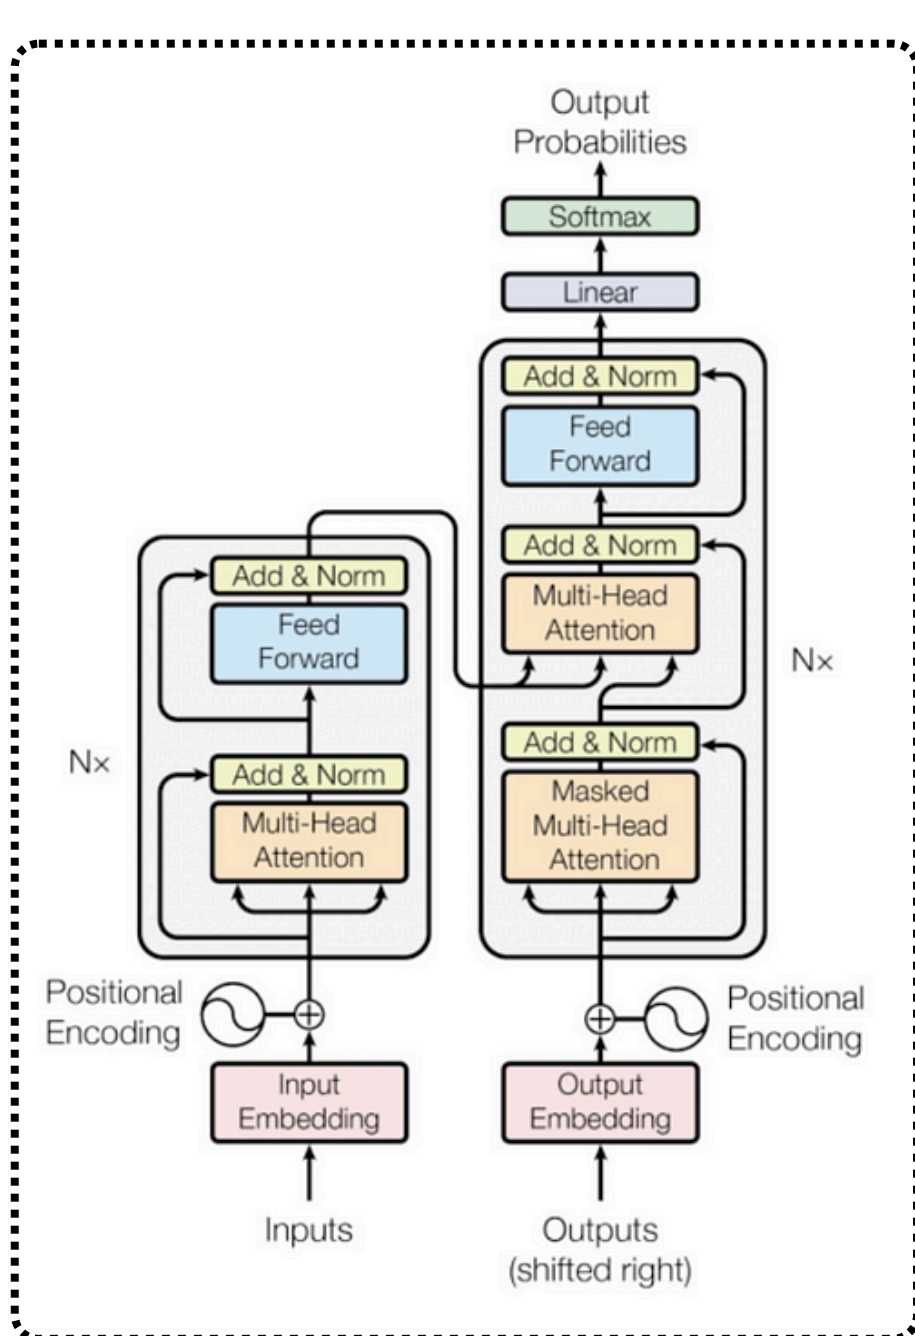 Output
Probabilities
Softmax
Linear
Add & Norm
Feed
Forward
Add & Norm
Multi-Head
Attention
Add & Norm
Masked
Multi-Head
Attention
Nx
Add & Norm
Feed
Forward
Add & Norm
Multi-Head
Attention
Nx
Positional
Encoding
Positional
Encoding
Input
Embedding
Output
Embedding
Inputs
Outputs
(shifted right)